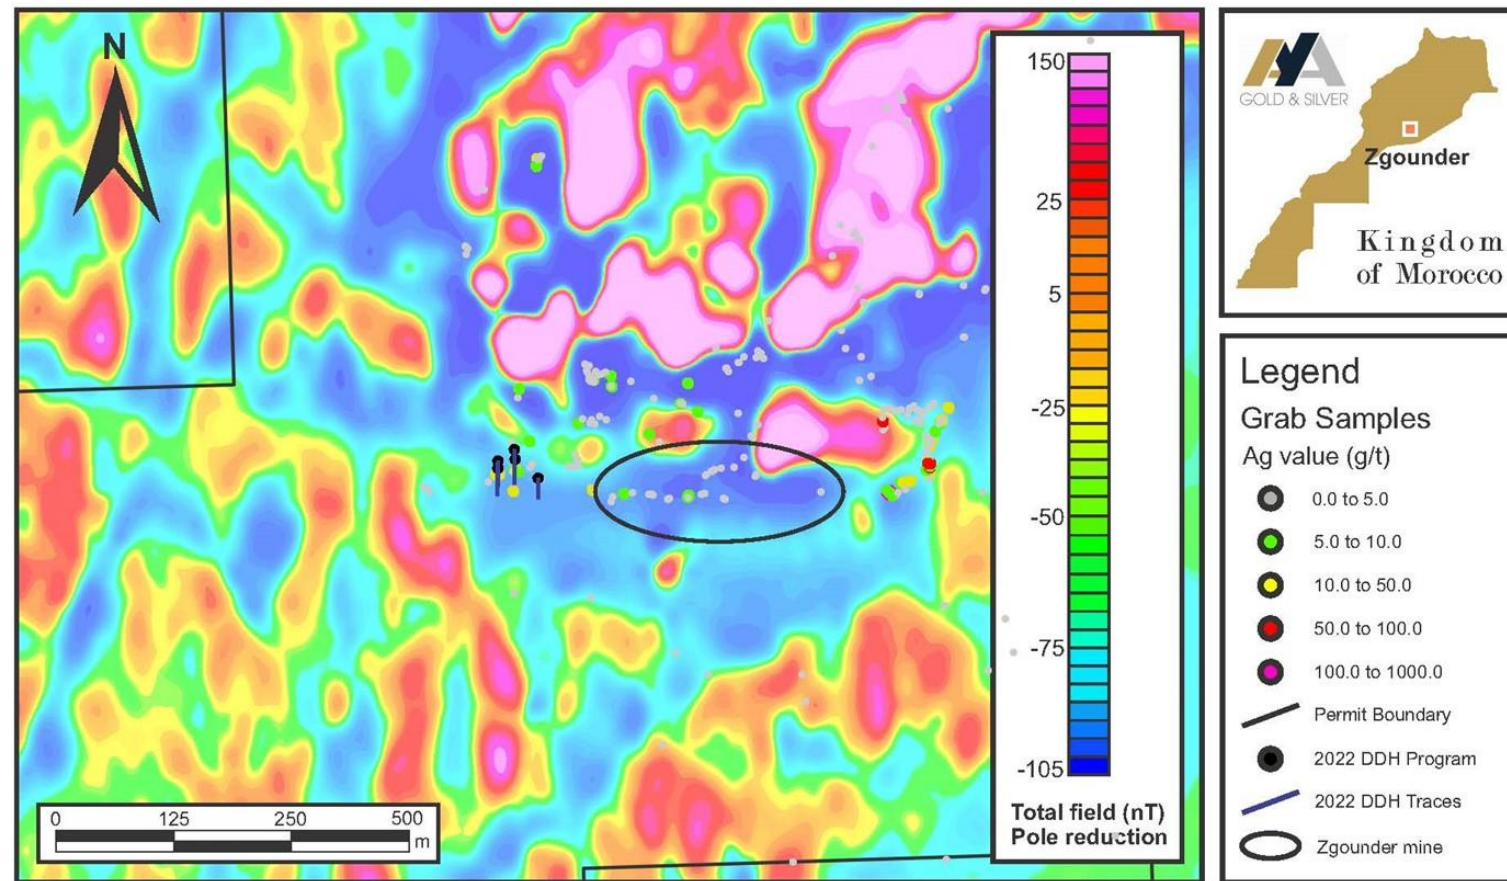 N
150
25
5
-25
-50
-75
-105
Total field (nT)
Pole reduction
0 125 250 500
m
AYA
GOLD & SILVER
Zgounder
Kingdom
of Morocco
Legend
Grab Samples
Ag value (g/t)
0.0 to 5.0
5.0 to 10.0
10.0 to 50.0
50.0 to 100.0
100.0 to 1000.0
Permit Boundary
2022 DDH Program
2022 DDH Traces
Zgounder mine